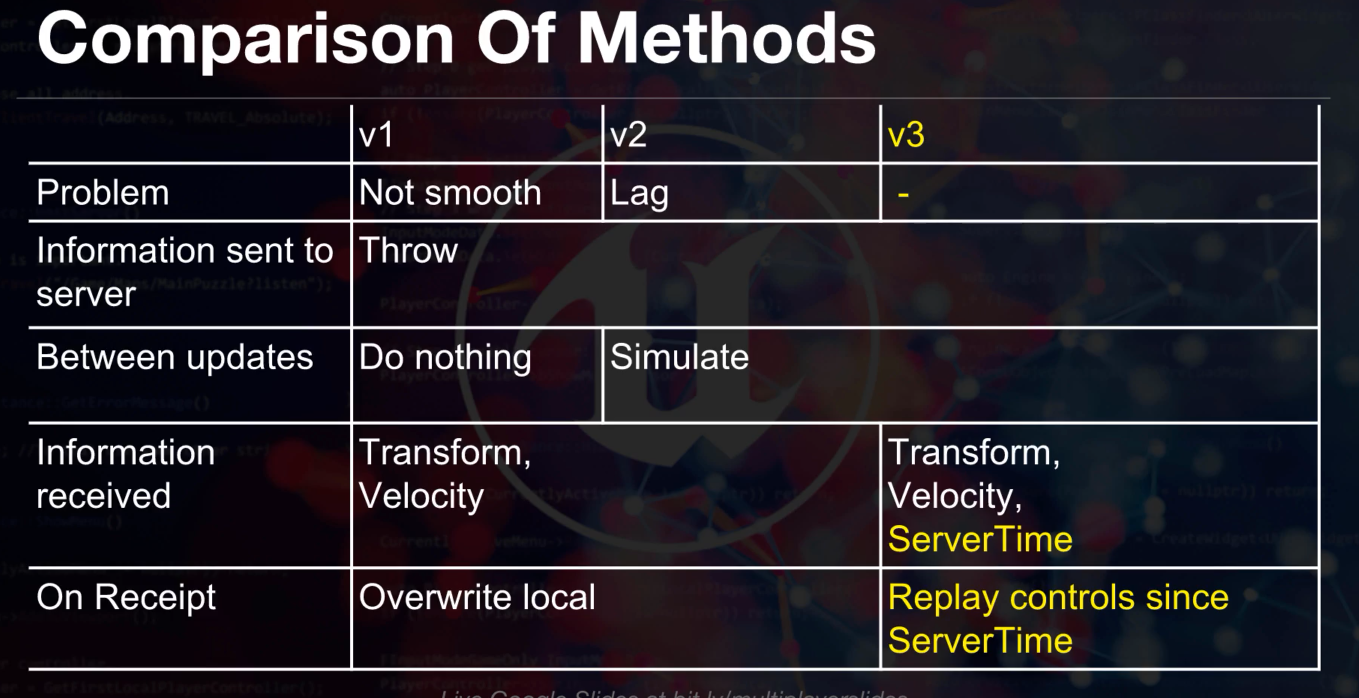 Comparison Of Methods
v1 v2 v3
Problem Not smooth Lag -
Information sent to server Throw
Between updates Do nothing Simulate
Information received Transform, Velocity Transform, Velocity, ServerTime
On Receipt Overwrite local Replay controls since ServerTime
Live Google Slides at bit.ly/multiplayerslides